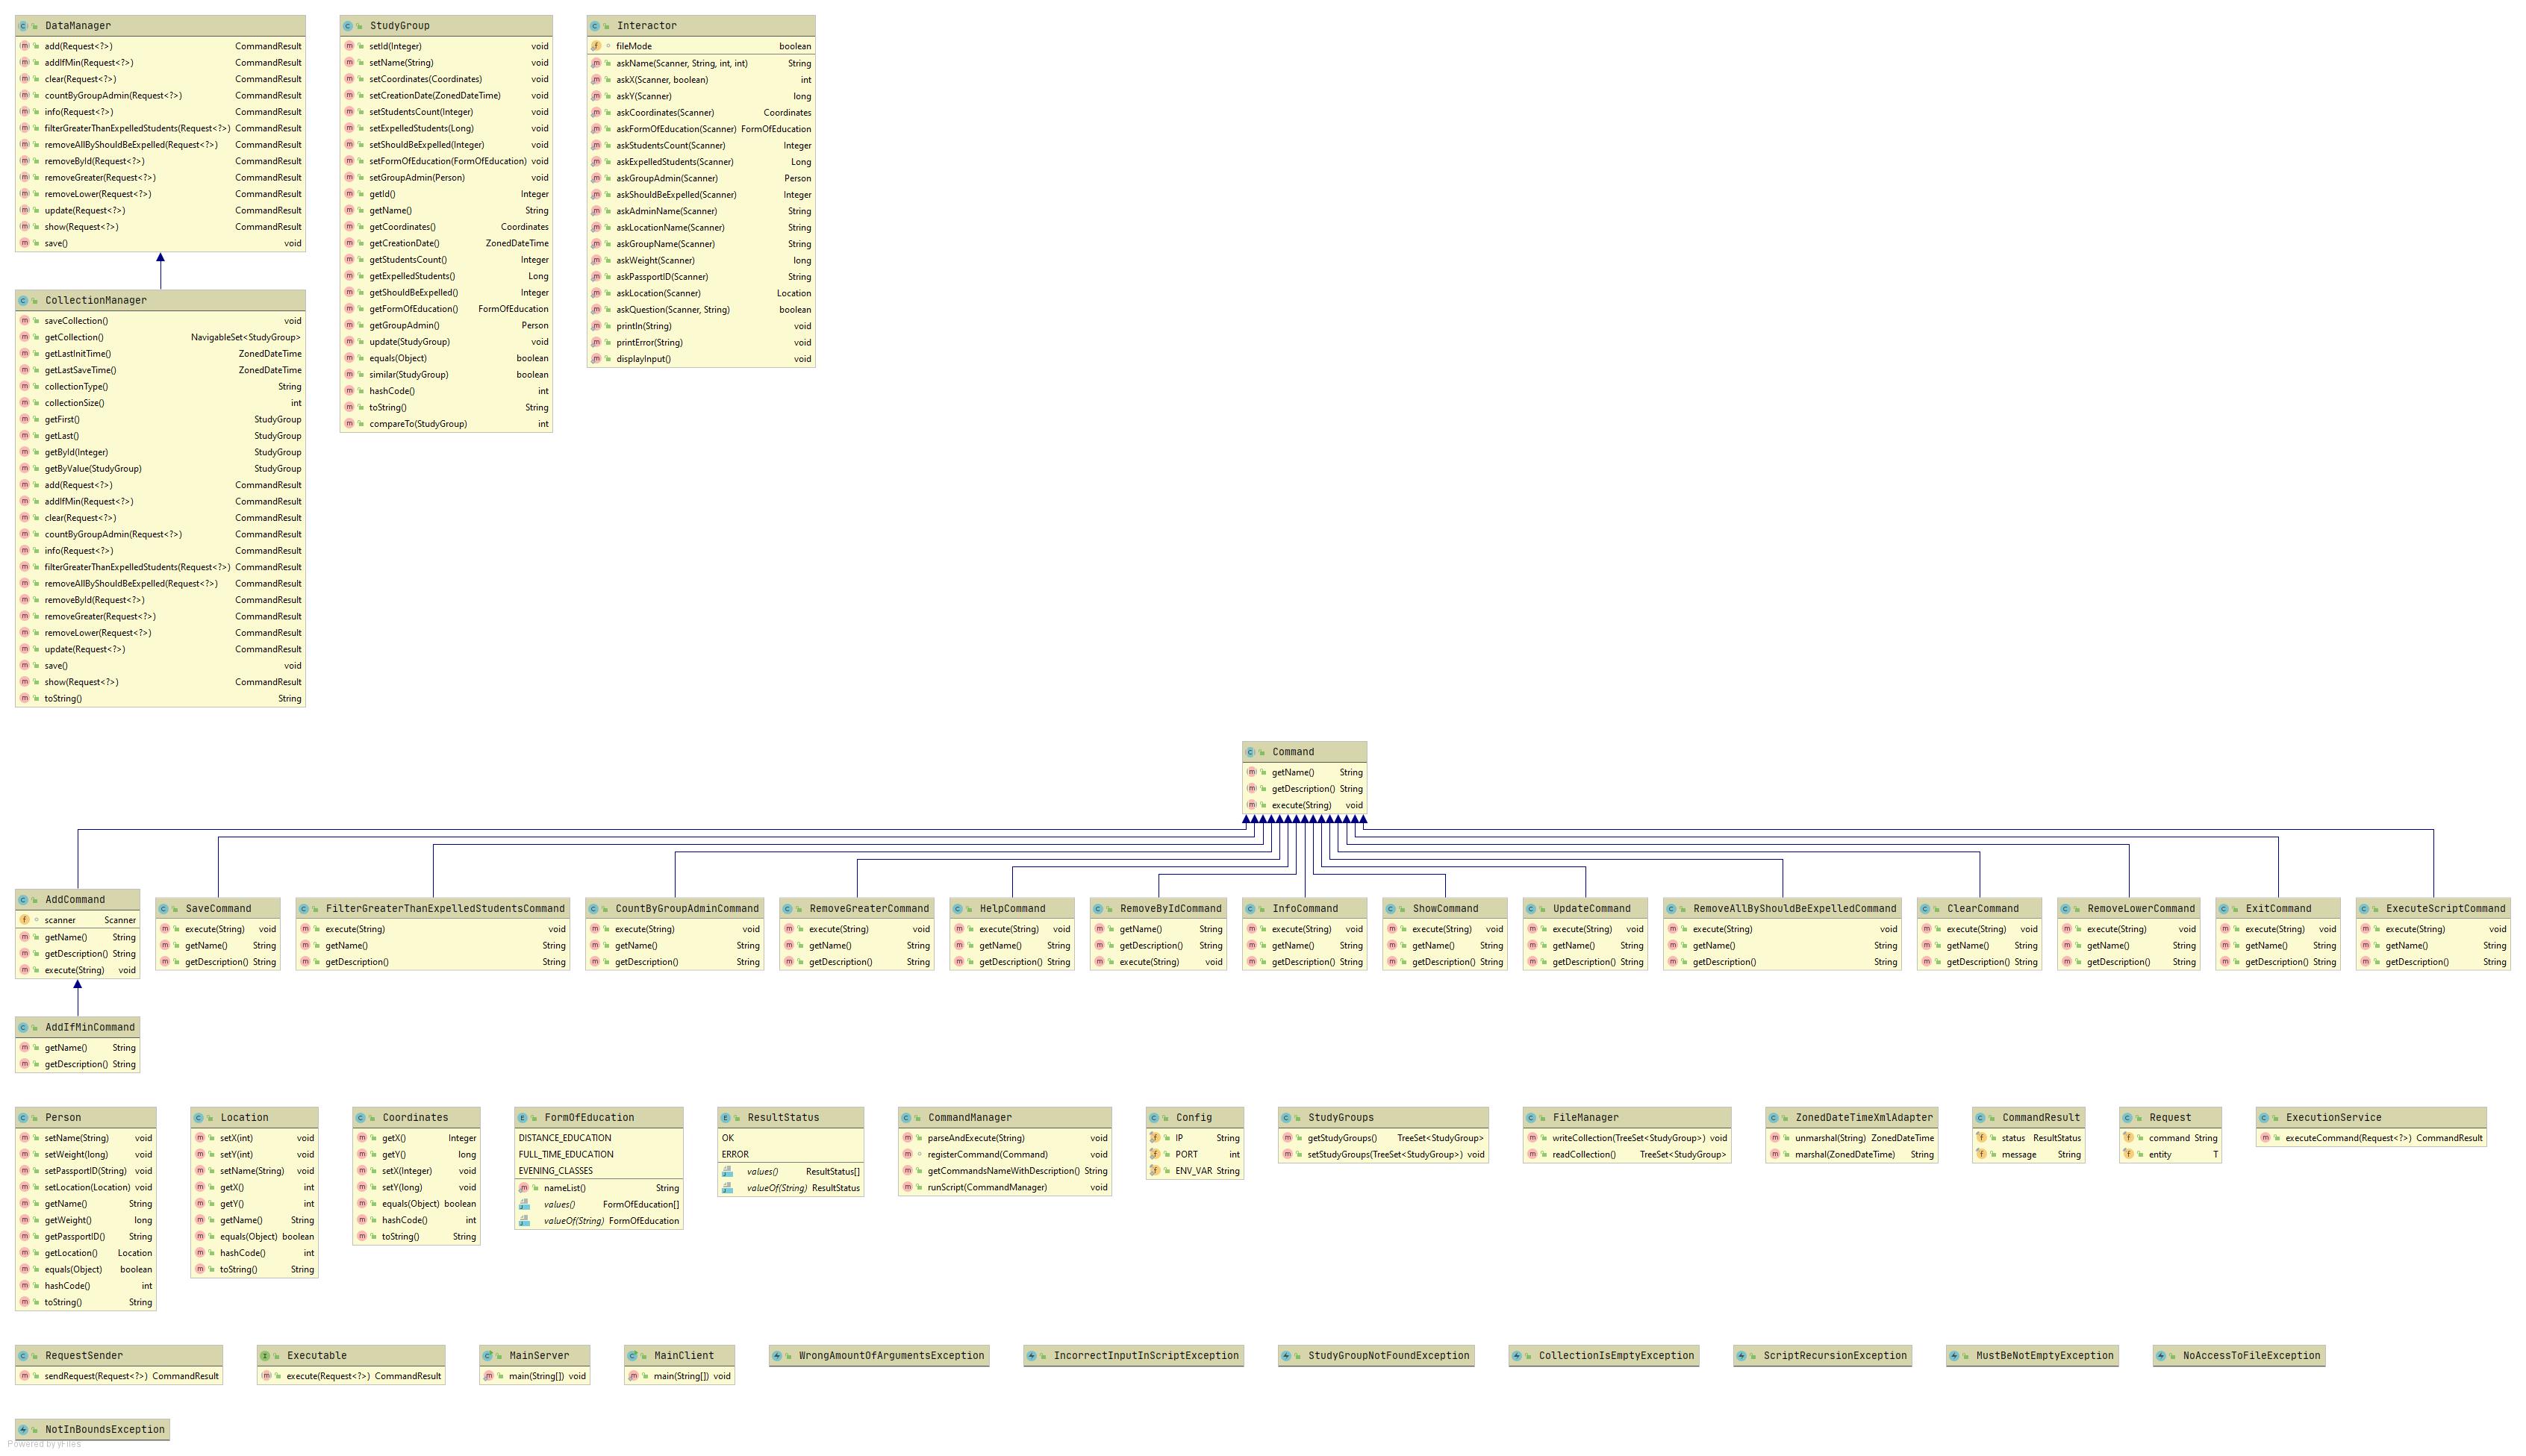 DataManager
add(Request<?>) CommandResult
addIfMin(Request<?>) CommandResult
clear(Request<?>) CommandResult
countByGroupAdmin(Request<?>) CommandResult
info(Request<?>) CommandResult
filterGreaterThanExpelledStudents(Request<?>) CommandResult
removeAllByShouldBeExpelled(Request<?>) CommandResult
removeById(Request<?>) CommandResult
removeGreater(Request<?>) CommandResult
removeLower(Request<?>) CommandResult
update(Request<?>) CommandResult
show(Request<?>) CommandResult
save() void
StudyGroup
setId(Integer) void
setName(String) void
setCoordinates(Coordinates) void
setCreationDate(ZonedDateTime) void
setStudentsCount(Integer) void
setExpelledStudents(Long) void
setShouldBeExpelled(Integer) void
setFormOfEducation(FormOfEducation) void
setGroupAdmin(Person) void
getId() Integer
getName() String
getCoordinates() Coordinates
getCreationDate() ZonedDateTime
getStudentsCount() Integer
getExpelledStudents() Long
getShouldBeExpelled() Integer
getFormOfEducation() FormOfEducation
getGroupAdmin() Person
update(StudyGroup) void
equals(Object) boolean
similar(StudyGroup) boolean
hashCode() int
toString() String
compareTo(StudyGroup) int
Interactor
fileMode boolean
askName(Scanner, String, int, int) String
askX(Scanner, boolean) int
askY(Scanner) long
askCoordinates(Scanner) Coordinates
askFormOfEducation(Scanner) FormOfEducation
askStudentsCount(Scanner) Integer
askExpelledStudents(Scanner) Long
askGroupAdmin(Scanner) Person
askShouldBeExpelled(Scanner) Integer
askAdminName(Scanner) String
askLocationName(Scanner) String
askGroupName(Scanner) String
askWeight(Scanner) long
askPassportID(Scanner) String
askLocation(Scanner) Location
askQuestion(Scanner, String) boolean
println(String) void
printError(String) void
displayInput() void
CollectionManager
saveCollection() void
getCollection() NavigableSet<StudyGroup>
getLastInitTime() ZonedDateTime
getLastSaveTime() ZonedDateTime
collectionType() String
collectionSize() int
getFirst() StudyGroup
getLast() StudyGroup
getById(Integer) StudyGroup
getByValue(StudyGroup) StudyGroup
add(Request<?>) CommandResult
addIfMin(Request<?>) CommandResult
clear(Request<?>) CommandResult
countByGroupAdmin(Request<?>) CommandResult
info(Request<?>) CommandResult
filterGreaterThanExpelledStudents(Request<?>) CommandResult
removeAllByShouldBeExpelled(Request<?>) CommandResult
removeById(Request<?>) CommandResult
removeGreater(Request<?>) CommandResult
removeLower(Request<?>) CommandResult
update(Request<?>) CommandResult
save() void
show(Request<?>) CommandResult
toString() String
Command
getName() String
getDescription() String
execute(String) void
AddCommand
scanner Scanner
getName() String
getDescription() String
execute(String) void
SaveCommand
execute(String) void
getName() String
getDescription() String
FilterGreaterThanExpelledStudentsCommand
execute(String) void
getName() String
getDescription() String
CountByGroupAdminCommand
execute(String) void
getName() String
getDescription() String
RemoveGreaterCommand
execute(String) void
getName() String
getDescription() String
HelpCommand
execute(String) void
getName() String
getDescription() String
RemoveByIdCommand
getName() String
getDescription() String
execute(String) void
InfoCommand
execute(String) void
getName() String
getDescription() String
ShowCommand
execute(String) void
getName() String
getDescription() String
UpdateCommand
execute(String) void
getName() String
getDescription() String
RemoveAllByShouldBeExpelledCommand
execute(String) void
getName() String
getDescription() String
ClearCommand
execute(String) void
getName() String
getDescription() String
RemoveLowerCommand
execute(String) void
getName() String
getDescription() String
ExitCommand
execute(String) void
getName() String
getDescription() String
ExecuteScriptCommand
execute(String) void
getName() String
getDescription() String
AddIfMinCommand
getName() String
getDescription() String
Person
setName(String) void
setWeight(long) void
setPassportID(String) void
setLocation(Location) void
getName() String
getWeight() long
getPassportID() String
getLocation() Location
equals(Object) boolean
hashCode() int
toString() String
Location
setX(int) void
setY(int) void
setName(String) void
getX() int
getY() int
getName() String
equals(Object) boolean
hashCode() int
toString() String
Coordinates
getX() Integer
getY() long
setX(Integer) void
setY(long) void
equals(Object) boolean
hashCode() int
toString() String
FormOfEducation
DISTANCE_EDUCATION
FULL_TIME_EDUCATION
EVENING_CLASSES
nameList() String
values() FormOfEducation[]
valueOf(String) FormOfEducation
ResultStatus
OK
ERROR
values() ResultStatus[]
valueOf(String) ResultStatus
CommandManager
parseAndExecute(String) void
registerCommand(Command) void
getCommandsNameWithDescription() String
runScript(CommandManager) void
Config
IP String
PORT int
ENV_VAR String
StudyGroups
getStudyGroups() TreeSet<StudyGroup>
setStudyGroups(TreeSet<StudyGroup>) void
FileManager
writeCollection(TreeSet<StudyGroup>) void
readCollection() TreeSet<StudyGroup>
ZonedDateTimeXmlAdapter
unmarshal(String) ZonedDateTime
marshal(ZonedDateTime) String
CommandResult
status ResultStatus
message String
Request
command String
entity T
ExecutionService
executeCommand(Request<?>) CommandResult
RequestSender
sendRequest(Request<?>) CommandResult
Executable
execute(Request<?>) CommandResult
MainServer
main(String[]) void
MainClient
main(String[]) void
WrongAmountOfArgumentsException
IncorrectInputInScriptException
StudyGroupNotFoundException
CollectionIsEmptyException
ScriptRecursionException
MustBeNotEmptyException
NoAccessToFileException
NotInBoundsException
Powered by yFiles